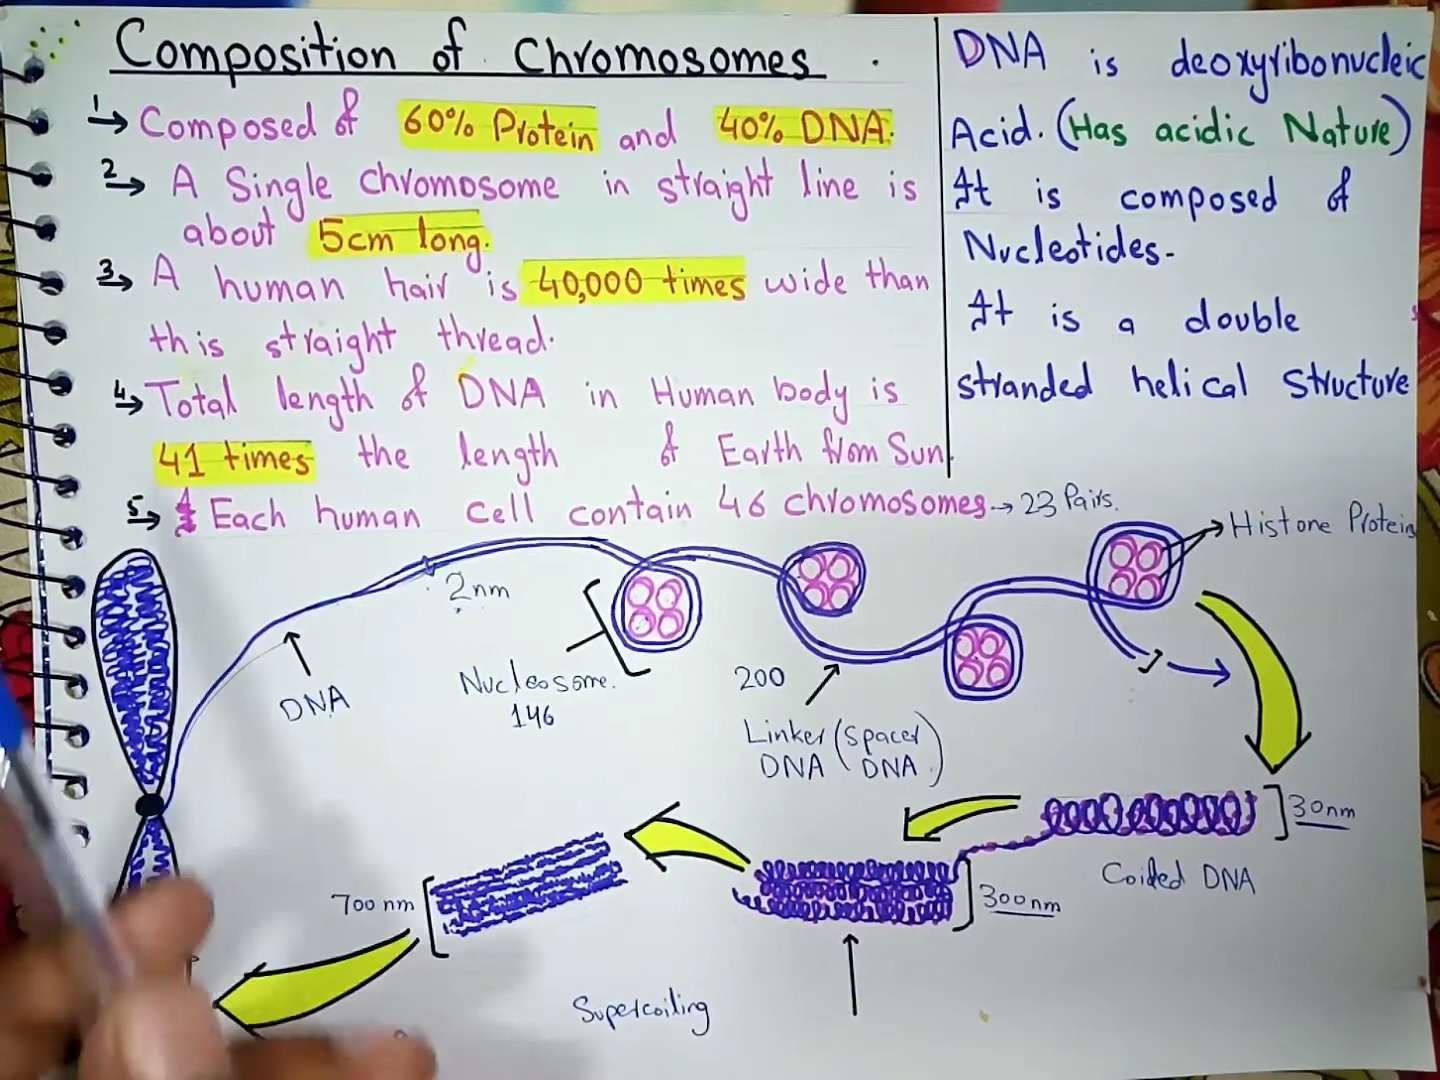 Composition of Chromosomes.
1→ Composed of 60% Protein and 40% DNA.
2→ A Single chromosome in straight line is
about 5cm long.
3→ A human hair is 40,000 times wide than
this straight thread.
4→ Total length of DNA in Human body is
41 times the length of Earth from Sun.
5→ Each human cell contain 46 chromosomes→ 23 Pairs.
DNA is deoxyribonucleic
Acid. (Has acidic Nature)
It is composed of
Nucleotides-
It is a double
stranded helical Structure
Histone Protein
2nm
DNA
Nucleosome.
146
200
Linker (Spacer
DNA DNA)
30nm
Coided DNA
300nm
700nm
Supercoiling